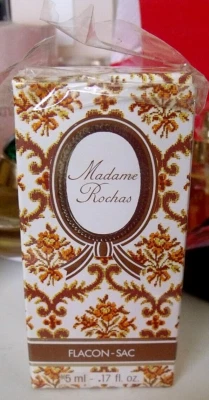 Madame
Rochas
FLACON-SAC
5 ml - .17 fl. oz.